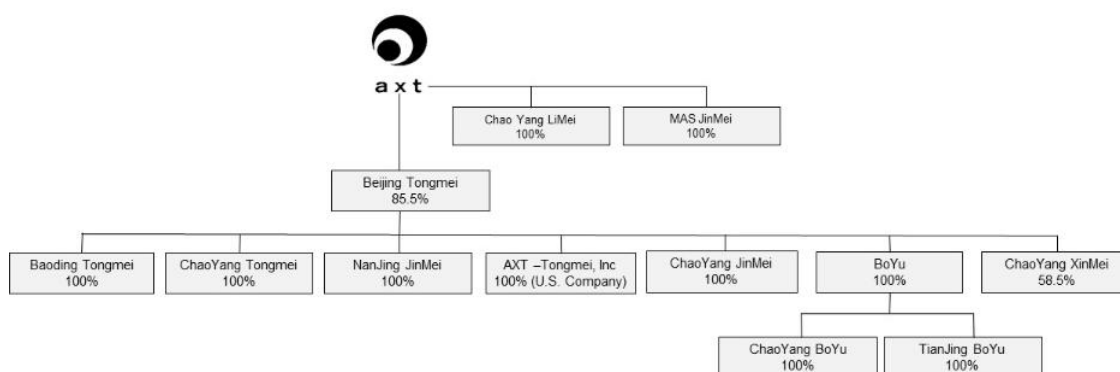 axt
Chao Yang LiMei
100%
MAS JinMei
100%
Beijing Tongmei
85.5%
Baoding Tongmei
100%
ChaoYang Tongmei
100%
NanJing JinMei
100%
AXT –Tongmei, Inc
100% (U.S. Company)
ChaoYang JinMei
100%
BoYu
100%
ChaoYang XinMei
58.5%
ChaoYang BoYu
100%
TianJing BoYu
100%